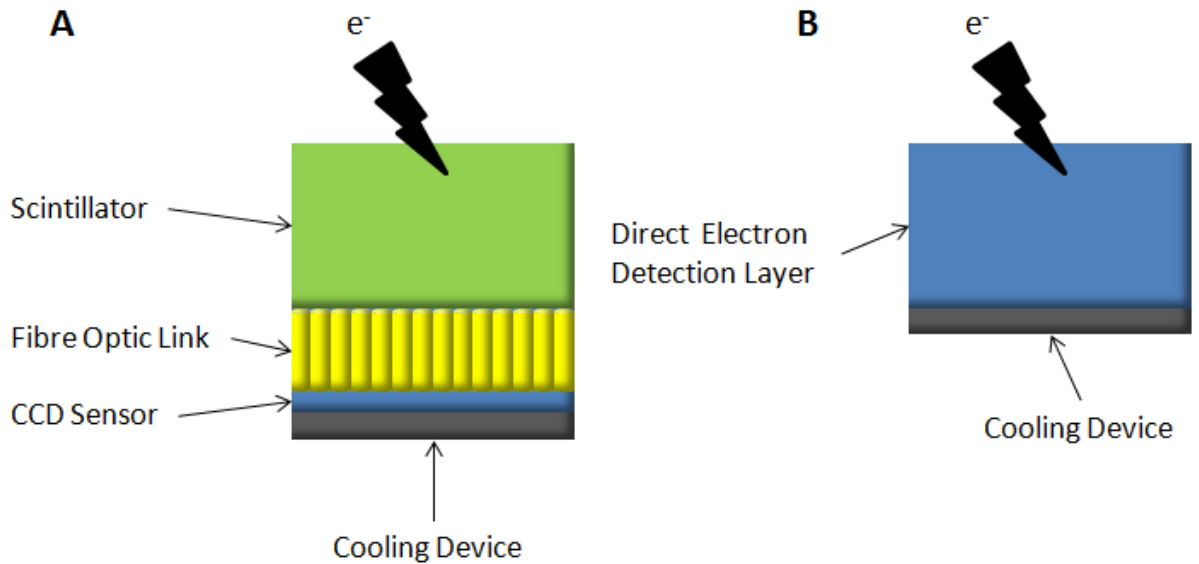 A
e-
Scintillator
Fibre Optic Link
CCD Sensor
Cooling Device
B
e-
Direct Electron
Detection Layer
Cooling Device